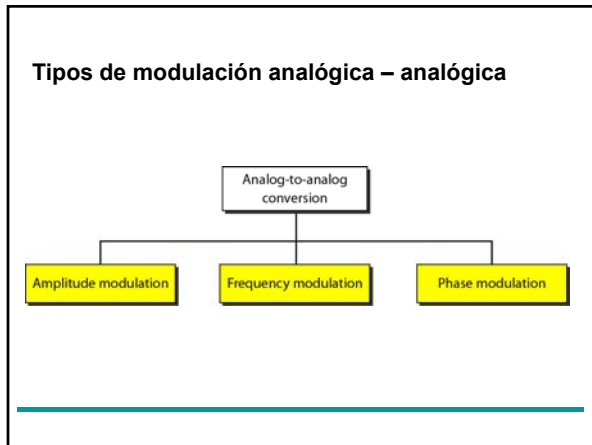 Tipos de modulación analógica – analógica
Analog-to-analog
conversion
Amplitude modulation
Frequency modulation
Phase modulation